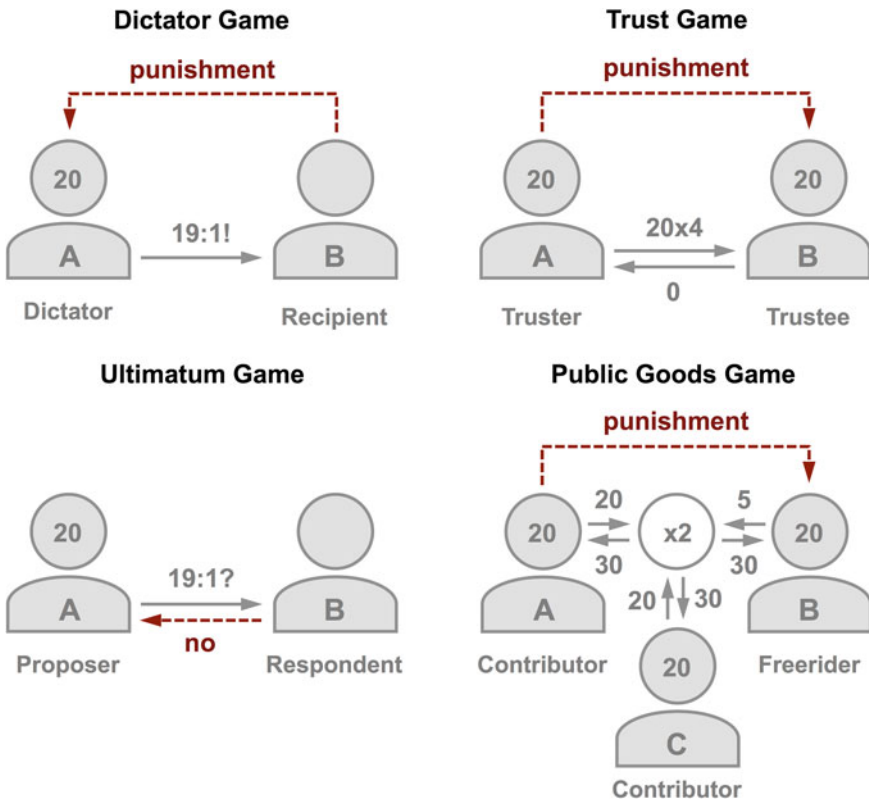 Dictator Game
punishment
20
19:1!
A
B
Dictator
Recipient
Trust Game
punishment
20
20
20x4
A
B
0
Truster
Trustee
Ultimatum Game
20
19:1?
A
B
no
Proposer
Respondent
Public Goods Game
punishment
20
5
20
x2
20
30
30
A
20
30
B
Contributor
Freerider
20
C
Contributor